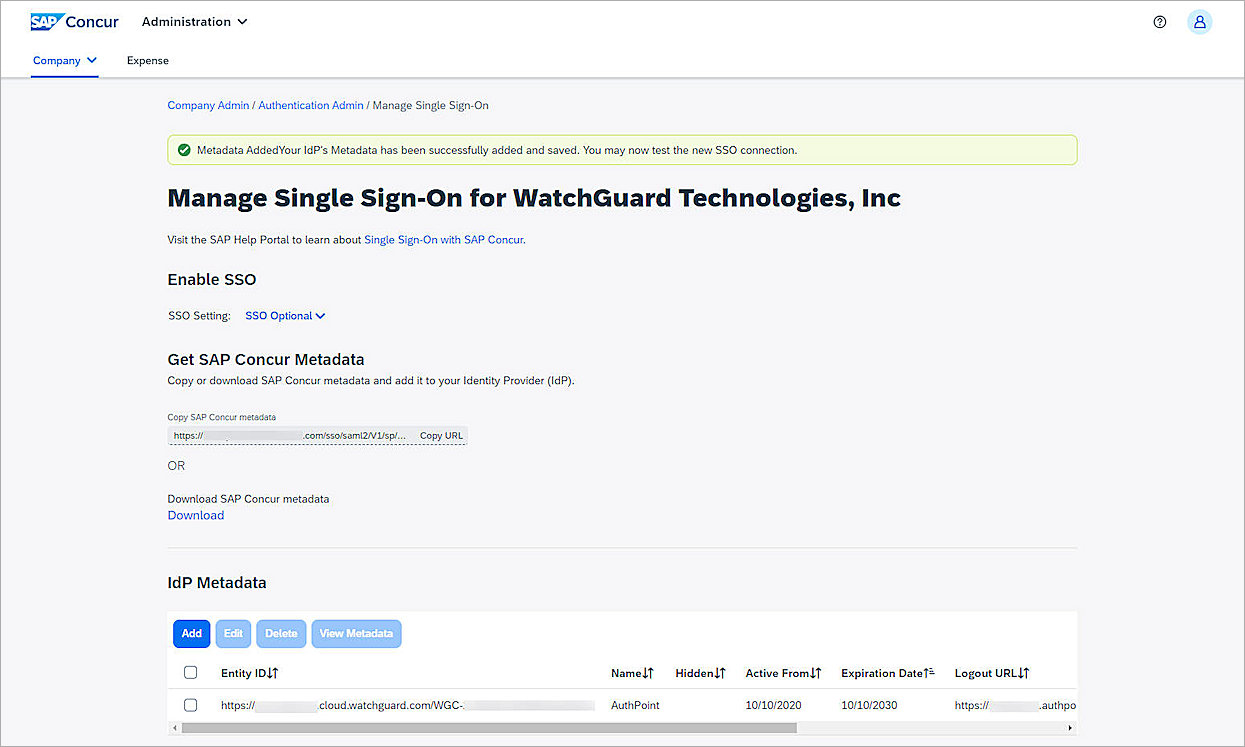 SAP Concur Administration
Company Expense
Company Admin / Authentication Admin / Manage Single Sign-On
Metadata AddedYour IdP's Metadata has been successfully added and saved. You may now test the new SSO connection.
Manage Single Sign-On for WatchGuard Technologies, Inc
Visit the SAP Help Portal to learn about Single Sign-On with SAP Concur.
Enable SSO
SSO Setting: SSO Optional
Get SAP Concur Metadata
Copy or download SAP Concur metadata and add it to your Identity Provider (IdP).
Copy SAP Concur metadata
https:// .com/sso/saml2/V1/sp/... Copy URL
OR
Download SAP Concur metadata
Download
IdP Metadata
Add Edit Delete View Metadata
Entity ID Name Hidden Active From Expiration Date Logout URL
https:// .cloud.watchguard.com/WGC- AuthPoint 10/10/2020 10/10/2030 https:// .authpo